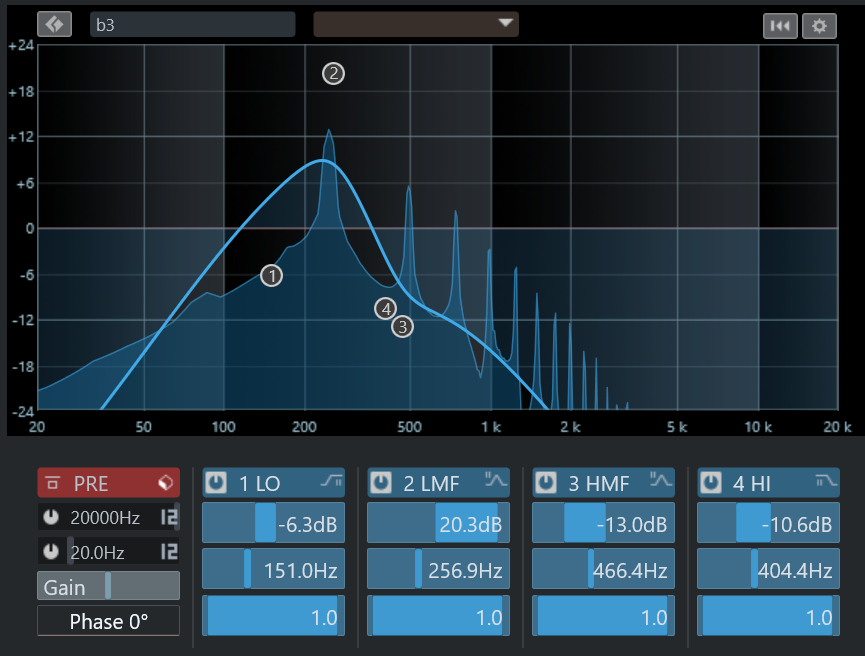 b3
+24
2
+18
+12
+6
0
-6
1
4
3
-12
-18
-24
20 50 100 200 500 1 k 2 k 5 k 10 k 20 k
PRE 1 LO 2 LMF 3 HMF 4 HI
20000Hz 12 -6.3dB 20.3dB -13.0dB -10.6dB
20.0Hz 12 151.0Hz 256.9Hz 466.4Hz 404.4Hz
Gain 1.0 1.0 1.0 1.0
Phase 0°